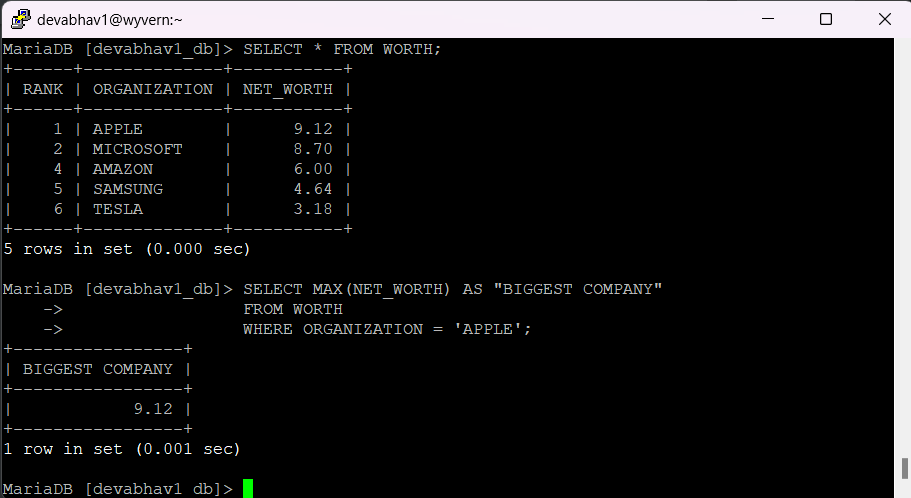 devabhav1@wyvern:~
MariaDB [devabhav1_db]> SELECT * FROM WORTH;
+------+--------------+-----------+
| RANK | ORGANIZATION | NET_WORTH |
+------+--------------+-----------+
|    1 | APPLE        |      9.12 |
|    2 | MICROSOFT    |      8.70 |
|    4 | AMAZON       |      6.00 |
|    5 | SAMSUNG      |      4.64 |
|    6 | TESLA        |      3.18 |
+------+--------------+-----------+
5 rows in set (0.000 sec)
MariaDB [devabhav1_db]> SELECT MAX(NET_WORTH) AS "BIGGEST COMPANY"
    ->                  FROM WORTH
    ->                  WHERE ORGANIZATION = 'APPLE';
+-----------------+
| BIGGEST COMPANY |
+-----------------+
|            9.12 |
+-----------------+
1 row in set (0.001 sec)
MariaDB [devabhav1_db]>